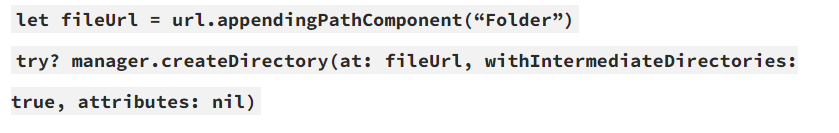 let fileUrl = url.appendingPathComponent(“Folder”)
try? manager.createDirectory(at: fileUrl, withIntermediateDirectories:
true, attributes: nil)